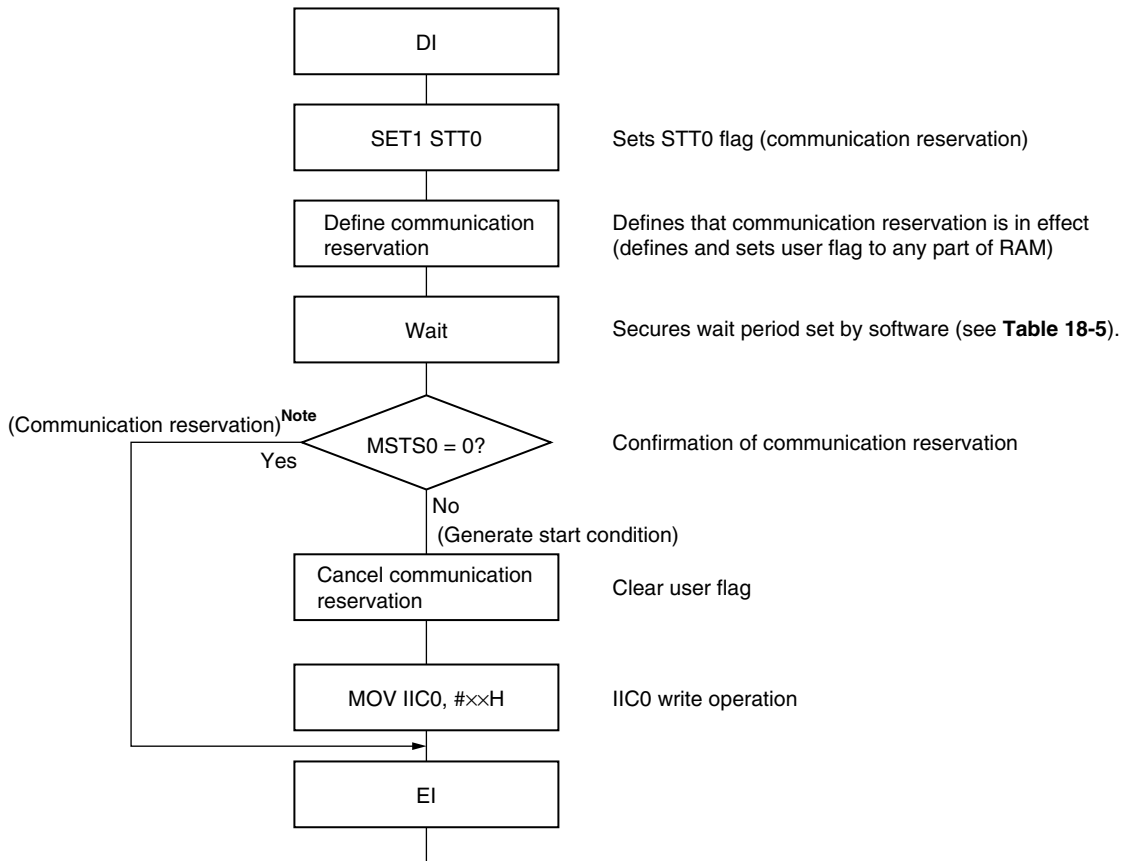 DI
SET1 STT0
Sets STT0 flag (communication reservation)
Define communication
reservation
Defines that communication reservation is in effect
(defines and sets user flag to any part of RAM)
Wait
Secures wait period set by software (see Table 18-5).
(Communication reservation)Note
MSTS0 = 0?
Confirmation of communication reservation
Yes
No
(Generate start condition)
Cancel communication
reservation
Clear user flag
MOV IIC0, #××H
IIC0 write operation
EI